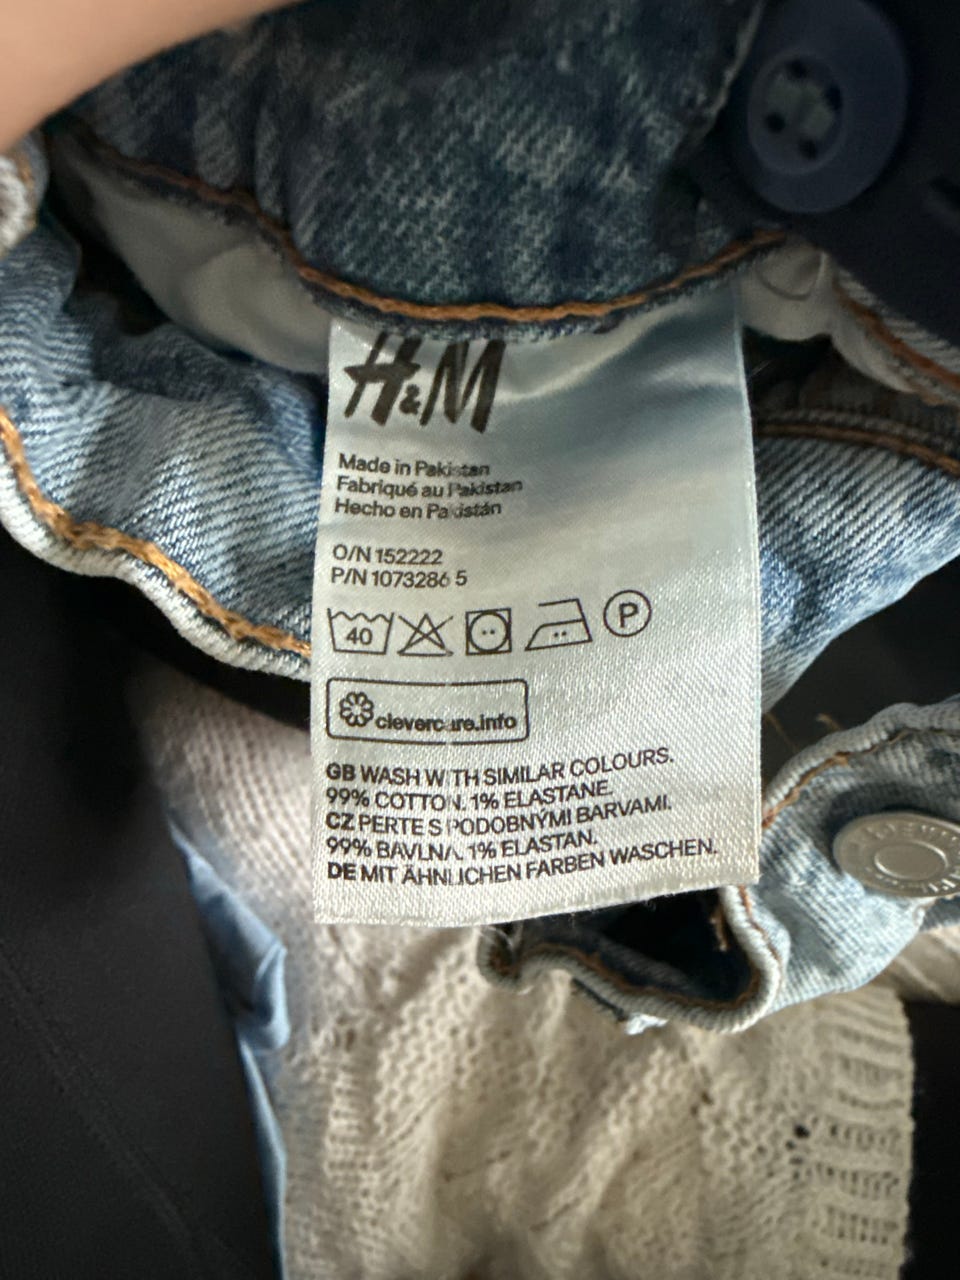 H&M
Made in Pakistan
Fabriqué au Pakistan
Hecho en Pakistán
O/N 152222
P/N 1073286 5
40
P
clevercare.info
GB WASH WITH SIMILAR COLOURS.
99% COTTON. 1% ELASTANE.
CZ PERTE S PODOBNÝMI BARVAMI.
99% BAVLNA. 1% ELASTAN.
DE MIT ÄHNLICHEN FARBEN WASCHEN.